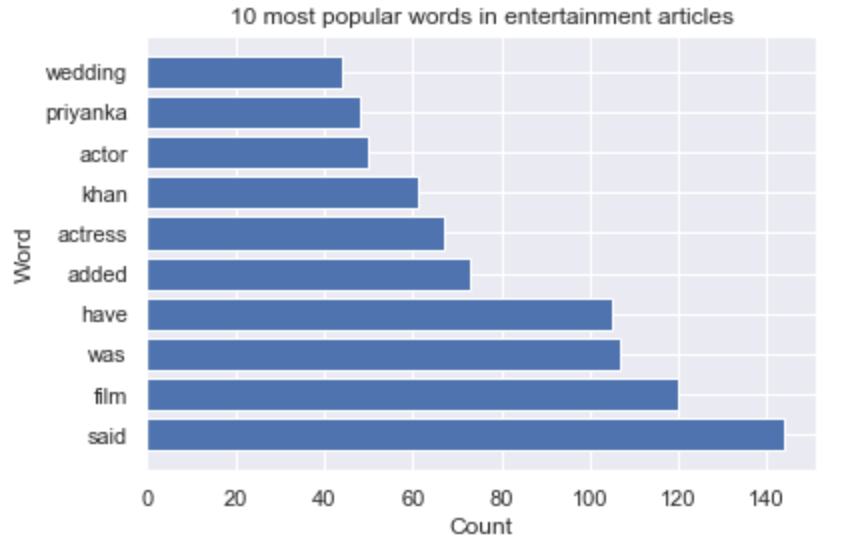 10 most popular words in entertainment articles
wedding
priyanka
actor
khan
actress
added
have
was
film
said
Word
0 20 40 60 80 100 120 140
Count